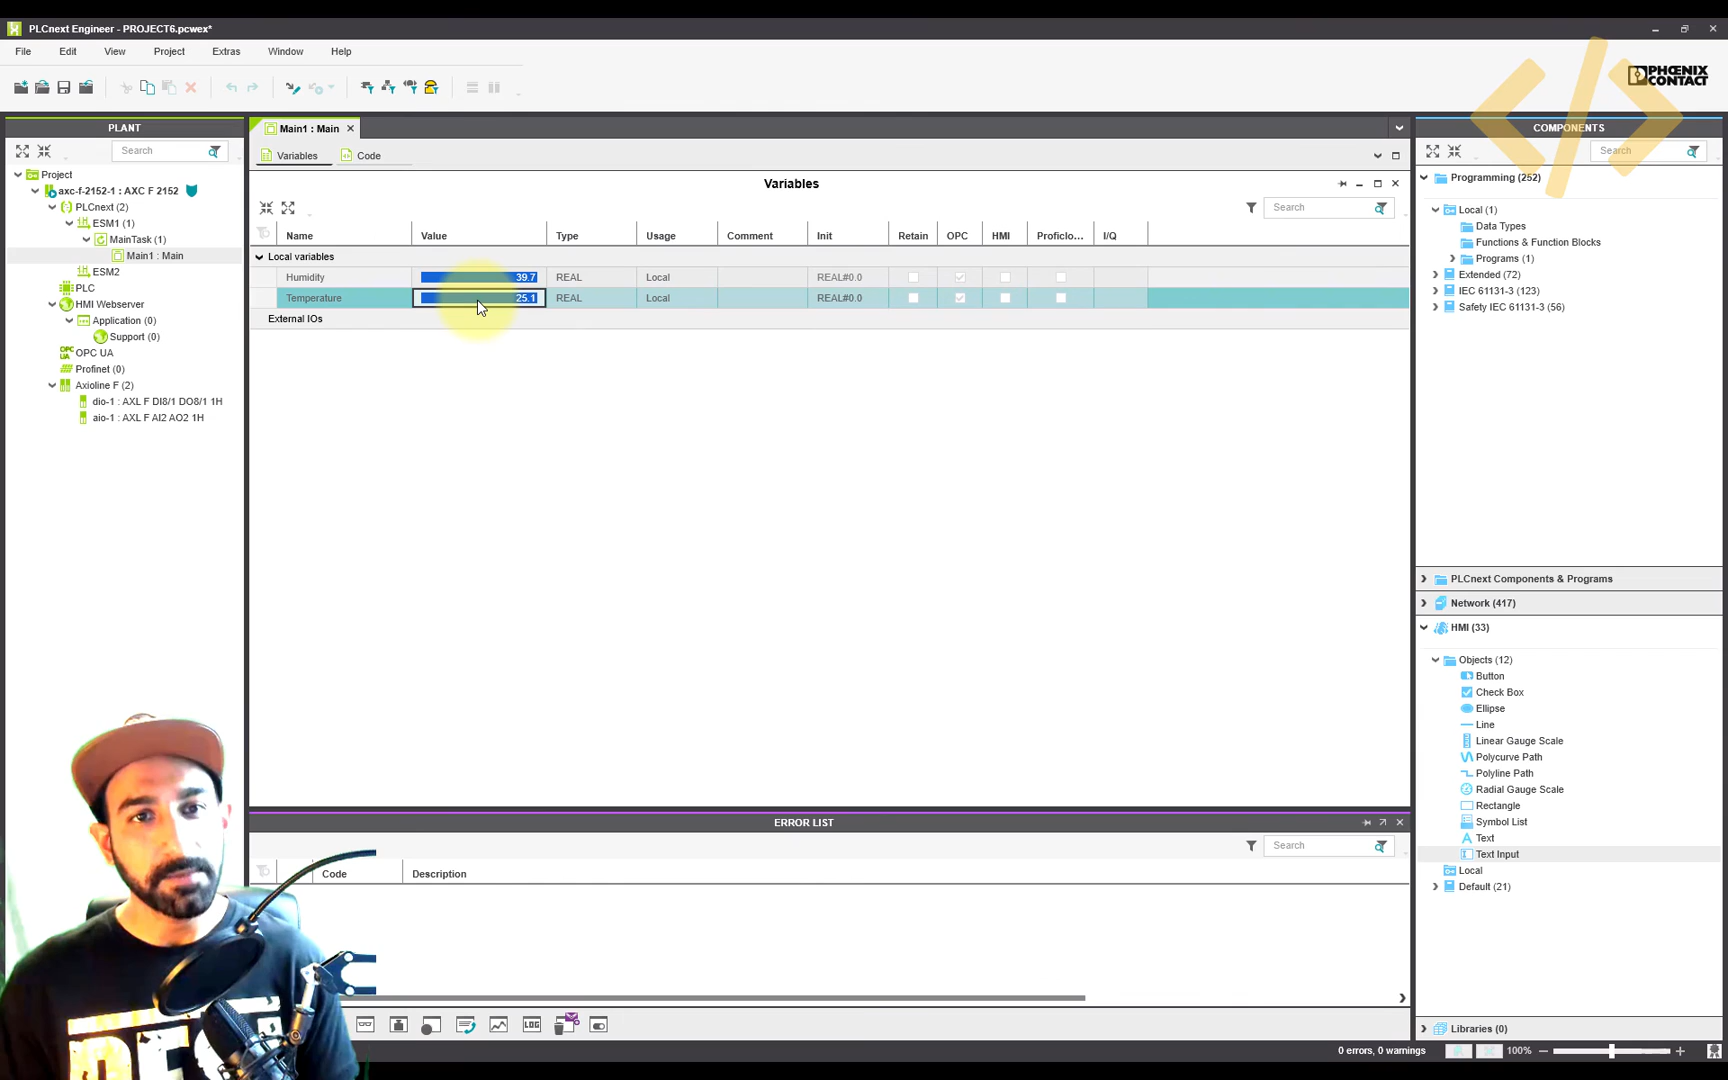 PLCnext Engineer - PROJECT6.pcwex*
File Edit View Project Extras Window Help
PHŒNIX
CONTACT
PLANT
Search
Project
axc-f-2152-1 : AXC F 2152
PLCnext (2)
ESM1 (1)
MainTask (1)
Main1 : Main
ESM2
PLC
HMI Webserver
Application (0)
Support (0)
OPC UA
OPC UA
Profinet (0)
Axioline F (2)
dio-1 : AXL F DI8/1 DO8/1 1H
aio-1 : AXL F AI2 AO2 1H
Main1 : Main
Variables Code
Variables
Search
Name Value Type Usage Comment Init Retain OPC HMI Proficlo... I/Q
Local variables
Humidity 39.7 REAL Local REAL#0.0
Temperature 25.1 REAL Local REAL#0.0
External IOs
ERROR LIST
Search
Code Description
LOG
COMPONENTS
Search
Programming (252)
Local (1)
Data Types
Functions & Function Blocks
Programs (1)
Extended (72)
IEC 61131-3 (123)
Safety IEC 61131-3 (56)
PLCnext Components & Programs
Network (417)
HMI (33)
Objects (12)
Button
Check Box
Ellipse
Line
Linear Gauge Scale
Polycurve Path
Polyline Path
Radial Gauge Scale
Rectangle
Symbol List
Text
Text Input
Local
Default (21)
Libraries (0)
0 errors, 0 warnings 100%